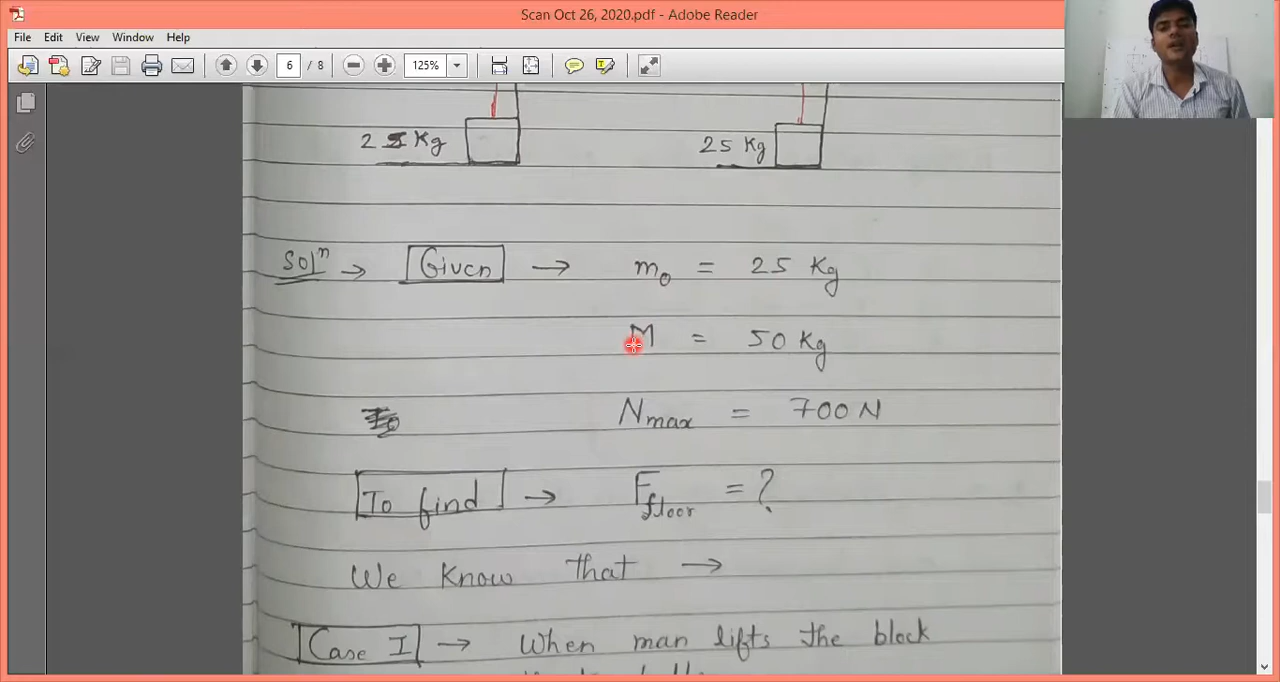 Scan Oct 26, 2020.pdf - Adobe Reader
File Edit View Window Help
6 / 8 125%
25 Kg 25 Kg
Solⁿ → Given → m₀ = 25 Kg
M = 50 Kg
Nmax = 700 N
To find → Ffloor = ?
We Know that →
Case I → When man lifts the block